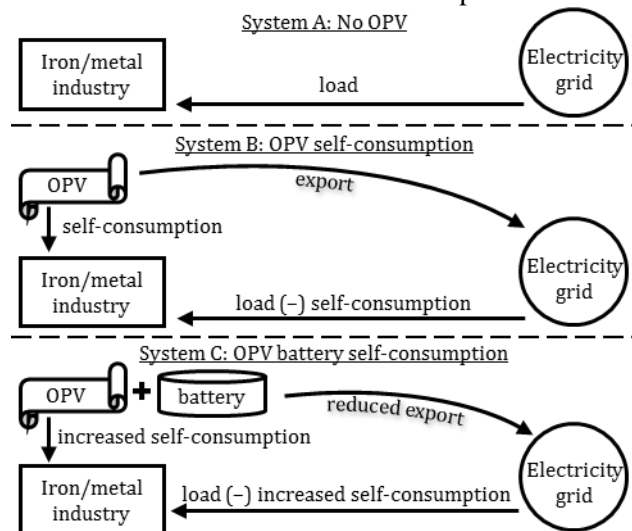 System A: No OPV
Iron/metal
industry
load
Electricity
grid
System B: OPV self-consumption
OPV
export
self-consumption
Iron/metal
industry
load (−) self-consumption
Electricity
grid
System C: OPV battery self-consumption
OPV
+
battery
reduced export
increased self-consumption
Iron/metal
industry
load (−) increased self-consumption
Electricity
grid